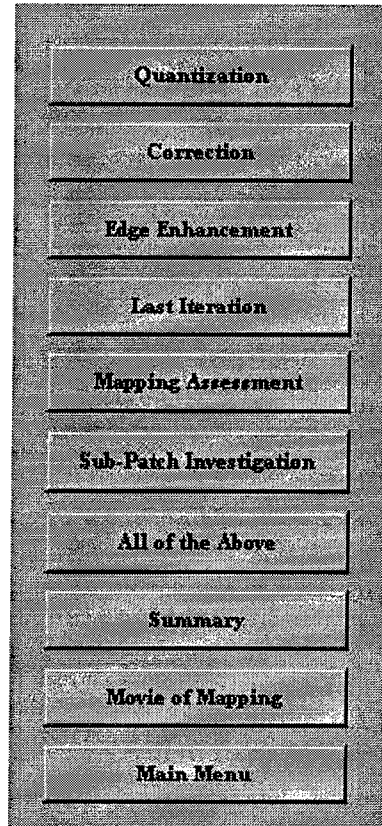 Quantization
Correction
Edge Enhancement
Last Iteration
Mapping Assessment
Sub-Patch Investigation
All of the Above
Summary
Movie of Mapping
Main Menu